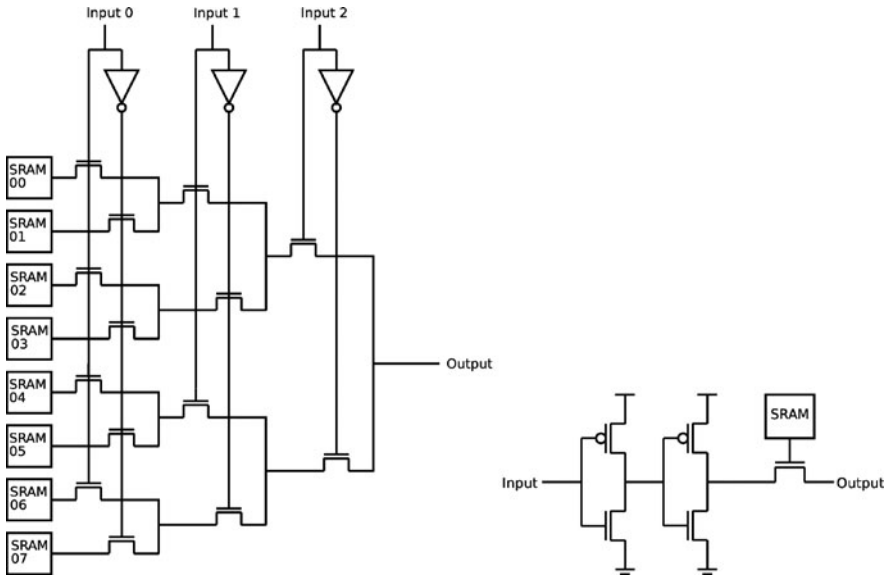 Input 0
Input 1
Input 2
SRAM
00
SRAM
01
SRAM
02
SRAM
03
SRAM
04
SRAM
05
SRAM
06
SRAM
07
Output
SRAM
Input
Output